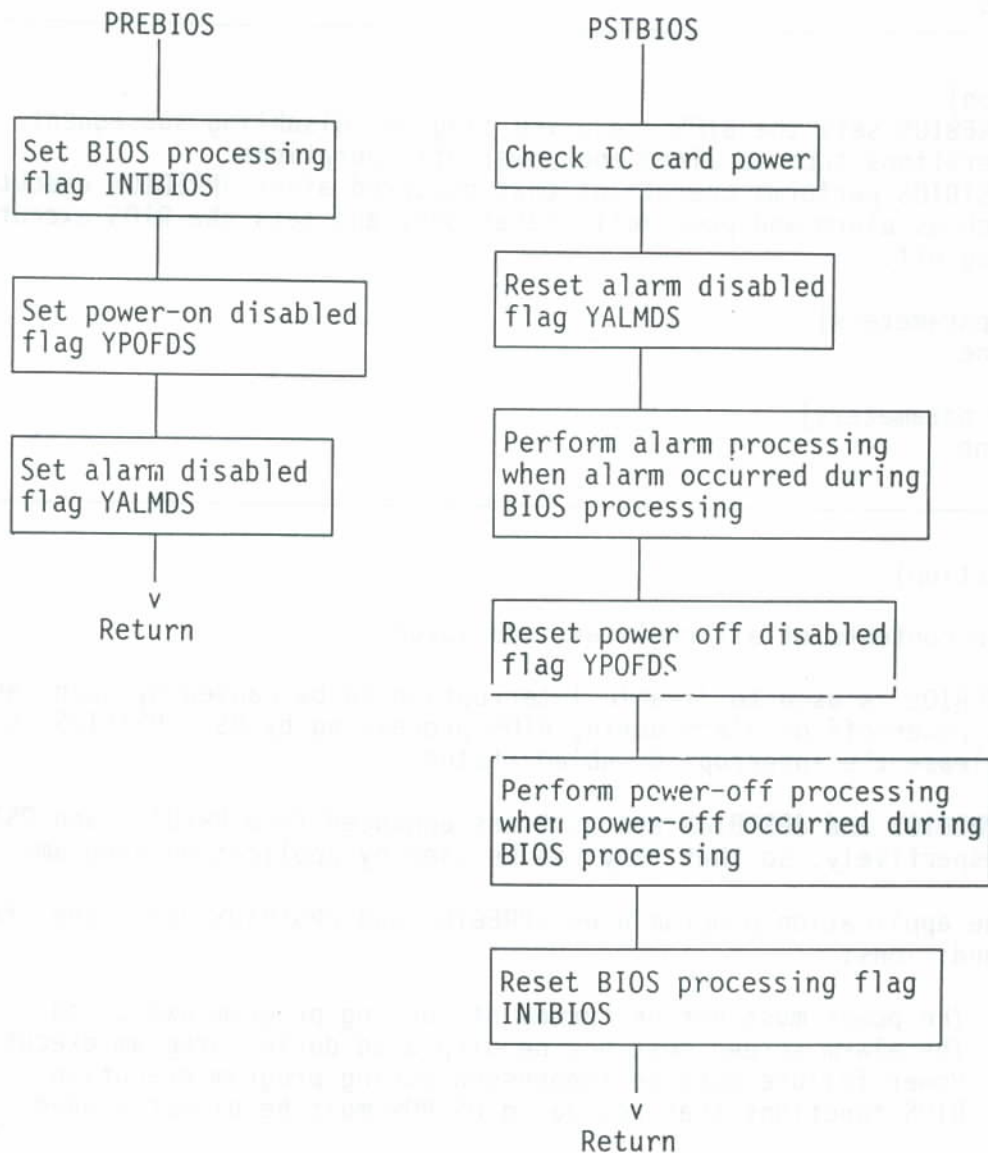 PREBIOS
Set BIOS processing
flag INTBIOS
Set power-on disabled
flag YPOFDS
Set alarm disabled
flag YALMDS
v
Return
PSTBIOS
Check IC card power
Reset alarm disabled
flag YALMDS
Perform alarm processing
when alarm occurred during
BIOS processing
Reset power off disabled
flag YPOFDS
Perform power-off processing
when power-off occurred during
BIOS processing
Reset BIOS processing flag
INTBIOS
v
Return